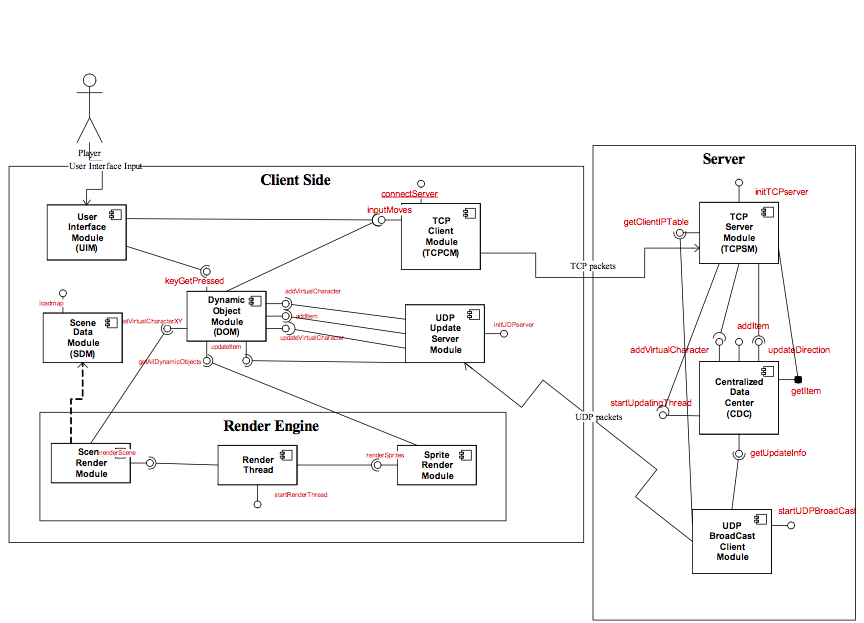 Player
User Interface Input
Client Side
Server
connectServer
inputMoves
initTCPserver
getClientIPTable
User
Interface
Module
(UIM)
TCP
Client
Module
(TCPCM)
TCP
Server
Module
(TCPSM)
TCP packets
keyGetPressed
loadmap
Scene
Data
Module
(SDM)
etVirtualCharacterXY
Dynamic
Object
Module
(DOM)
addVirtualCharacter
addItem
updateVirtualCharacter
updateItem
getAllDynamicObjects
UDP
Update
Server
Module
initUDPserver
addItem
addVirtualCharacter
updateDirection
Centralized
Data
Center
(CDC)
getItem
startUpdatingThread
UDP packets
getUpdateInfo
Render Engine
Scen
renderScene
Render
Module
Render
Thread
startRenderThread
renderSprites
Sprite
Render
Module
UDP
BroadCast
Client
Module
startUDPBroadCast